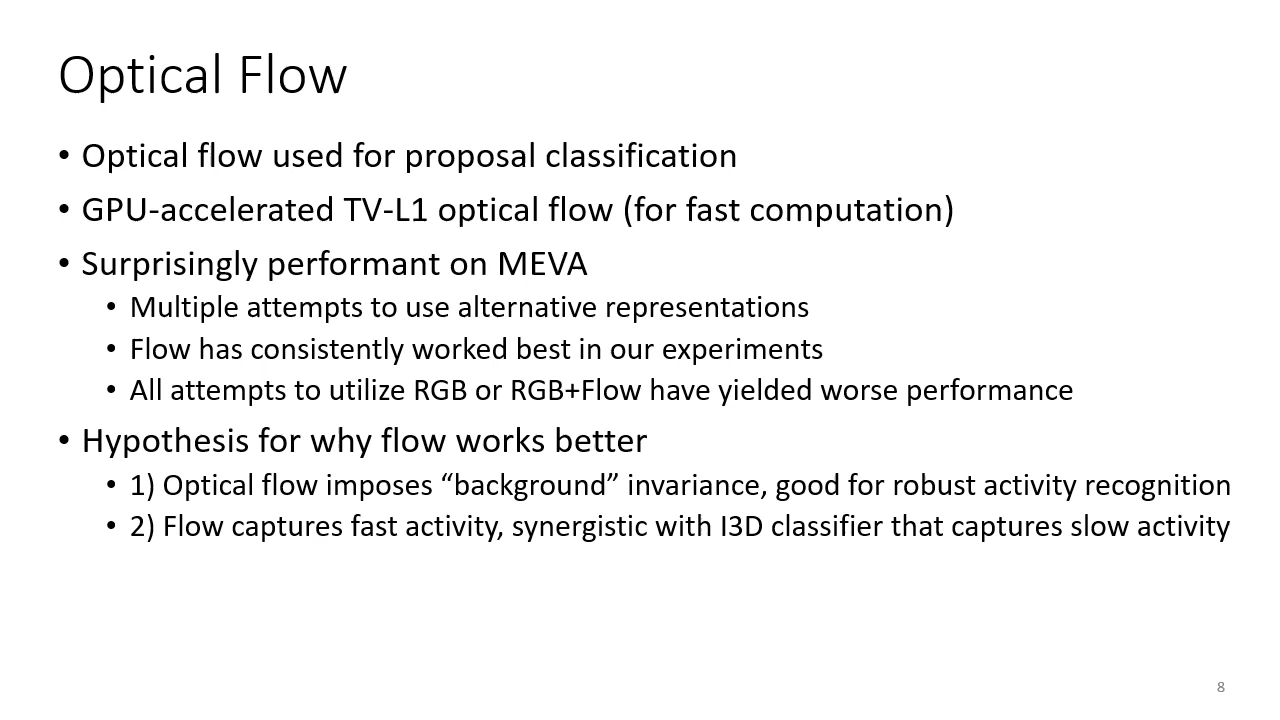 Optical Flow
• Optical flow used for proposal classification
• GPU-accelerated TV-L1 optical flow (for fast computation)
• Surprisingly performant on MEVA
• Multiple attempts to use alternative representations
• Flow has consistently worked best in our experiments
• All attempts to utilize RGB or RGB+Flow have yielded worse performance
• Hypothesis for why flow works better
• 1) Optical flow imposes “background” invariance, good for robust activity recognition
• 2) Flow captures fast activity, synergistic with I3D classifier that captures slow activity
8